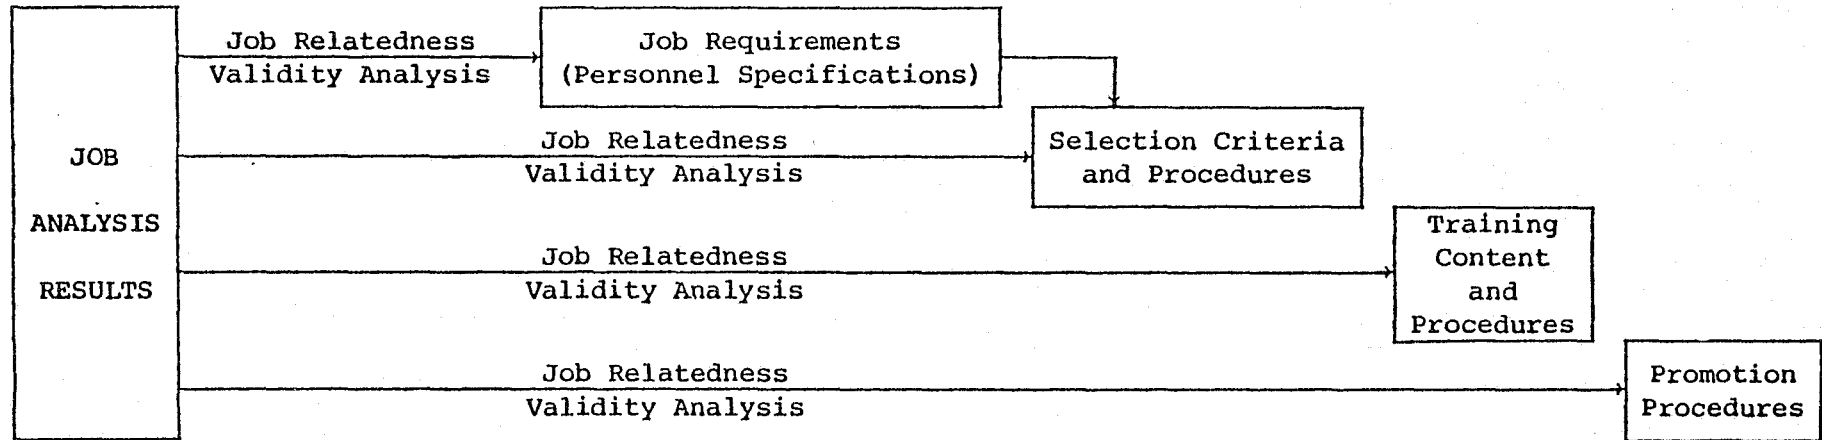 Job Relatedness
Validity Analysis
Job Requirements
(Personnel Specifications)
JOB
ANALYSIS
RESULTS
Job Relatedness
Validity Analysis
Selection Criteria
and Procedures
Job Relatedness
Validity Analysis
Training
Content
and
Procedures
Job Relatedness
Validity Analysis
Promotion
Procedures